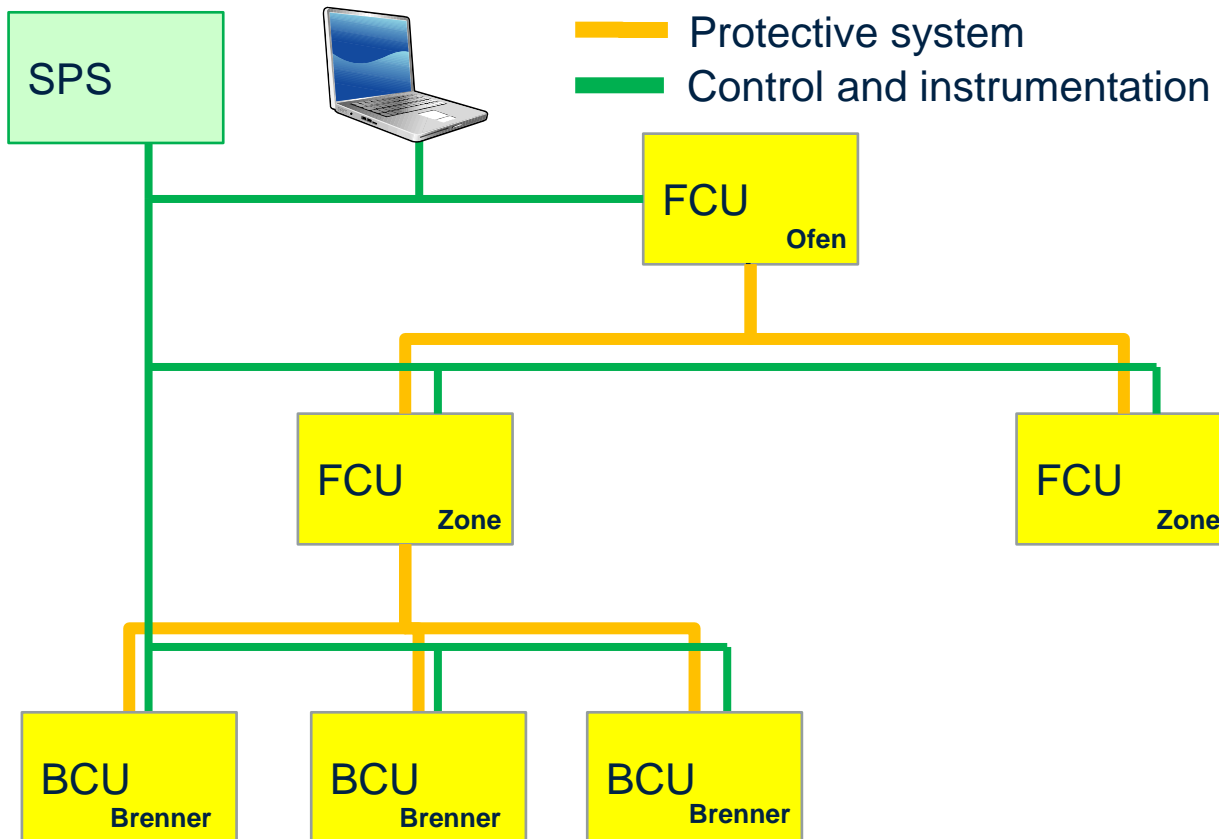 SPS
Protective system
Control and instrumentation
FCU
Ofen
FCU
Zone
FCU
Zone
BCU
Brenner
BCU
Brenner
BCU
Brenner